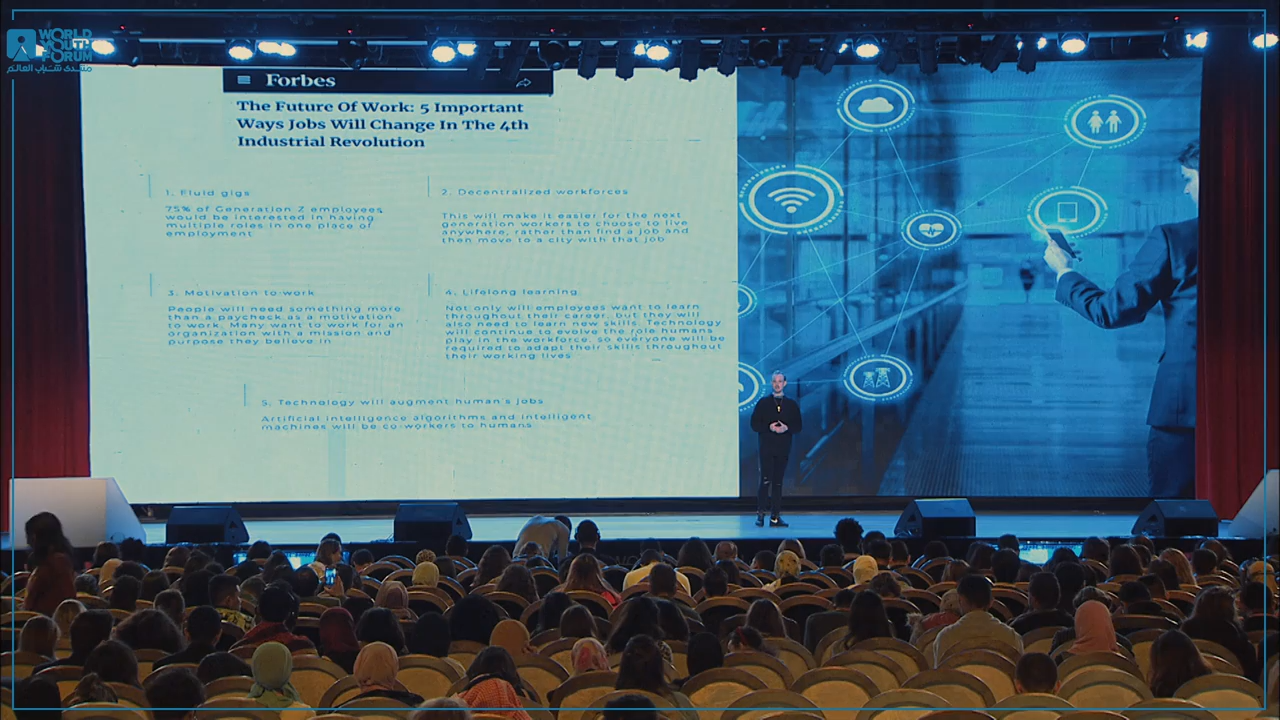 WORLD
YOUTH
FORUM
منتدى شباب العالم
Forbes
The Future Of Work: 5 Important
Ways Jobs Will Change In The 4th
Industrial Revolution
1. Fluid gigs
75% of Generation Z employees
would be interested in having
multiple roles in one place of
employment
2. Decentralized workforces
This will make it easier for the next
generation workers to choose to live
anywhere, rather than find a job and
then move to a city with that job
3. Motivation to work
People will need something more
than a paycheck as a motivation
to work. Many want to work for an
organization with a mission and
purpose they believe in
4. Lifelong learning
Not only will employees want to learn
throughout their career, but they will
also need to learn new skills. Technology
will continue to evolve the role humans
play in the workforce, so everyone will be
required to adapt their skills throughout
their working lives
5. Technology will augment human's jobs
Artificial intelligence algorithms and intelligent
machines will be co-workers to humans